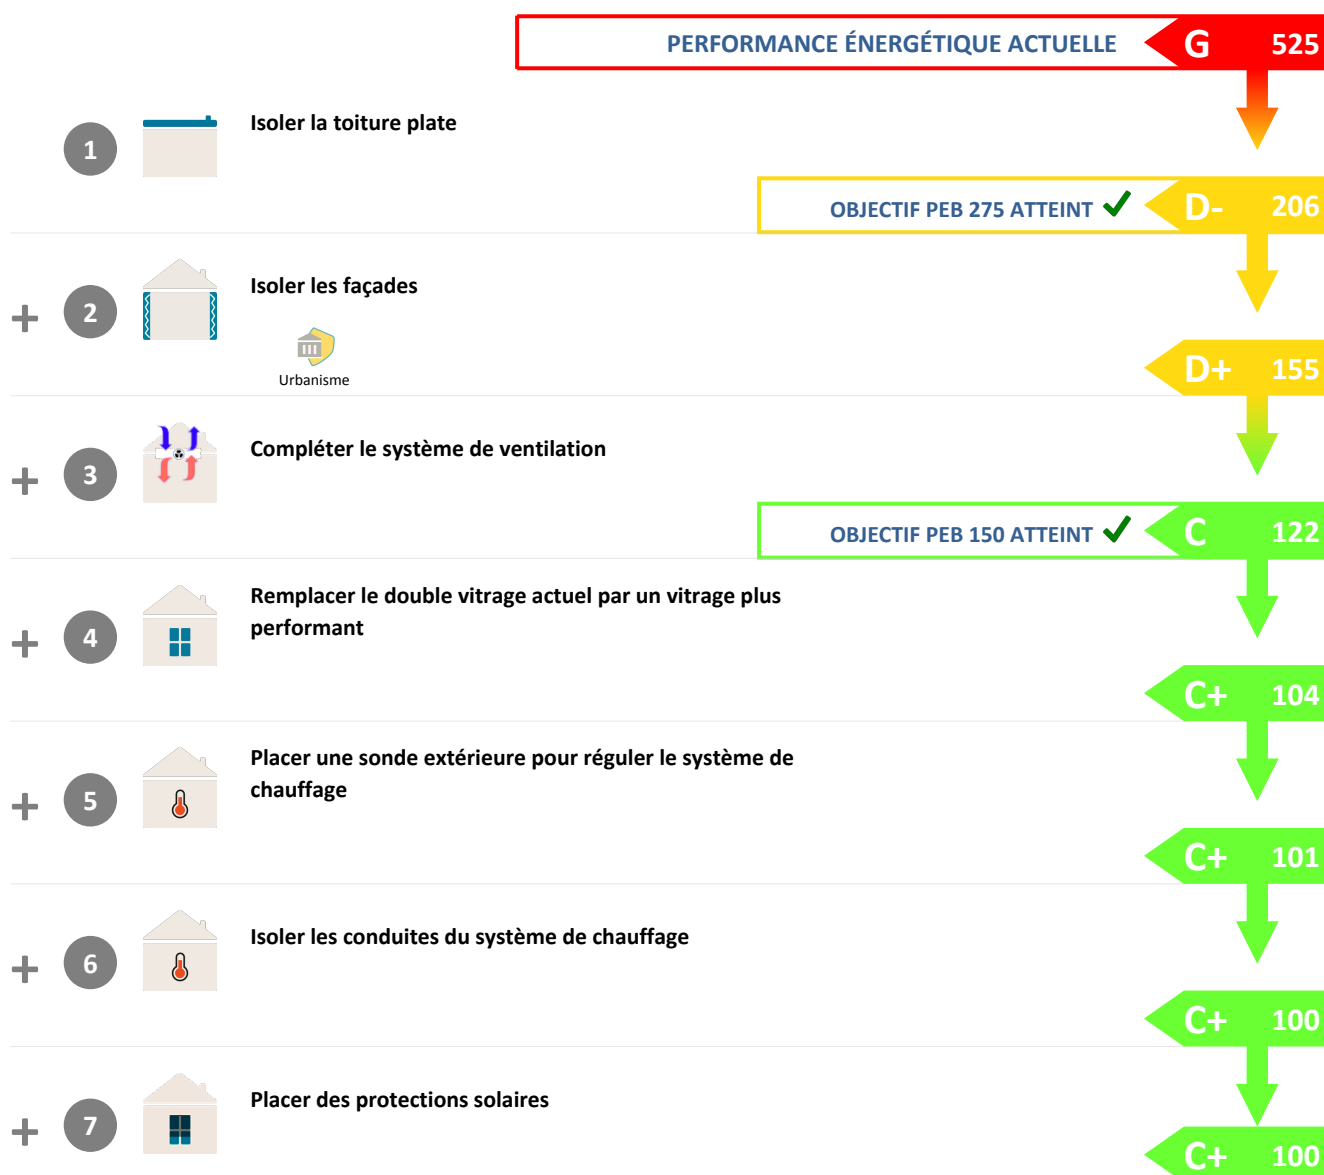 PERFORMANCE ÉNERGÉTIQUE ACTUELLE G 525
1 Isoler la toiture plate
OBJECTIF PEB 275 ATTEINT D- 206
+ 2 Isoler les façades
Urbanisme
D+ 155
+ 3 Compléter le système de ventilation
OBJECTIF PEB 150 ATTEINT C 122
+ 4 Remplacer le double vitrage actuel par un vitrage plus
performant
C+ 104
+ 5 Placer une sonde extérieure pour réguler le système de
chauffage
C+ 101
+ 6 Isoler les conduites du système de chauffage
C+ 100
+ 7 Placer des protections solaires
C+ 100